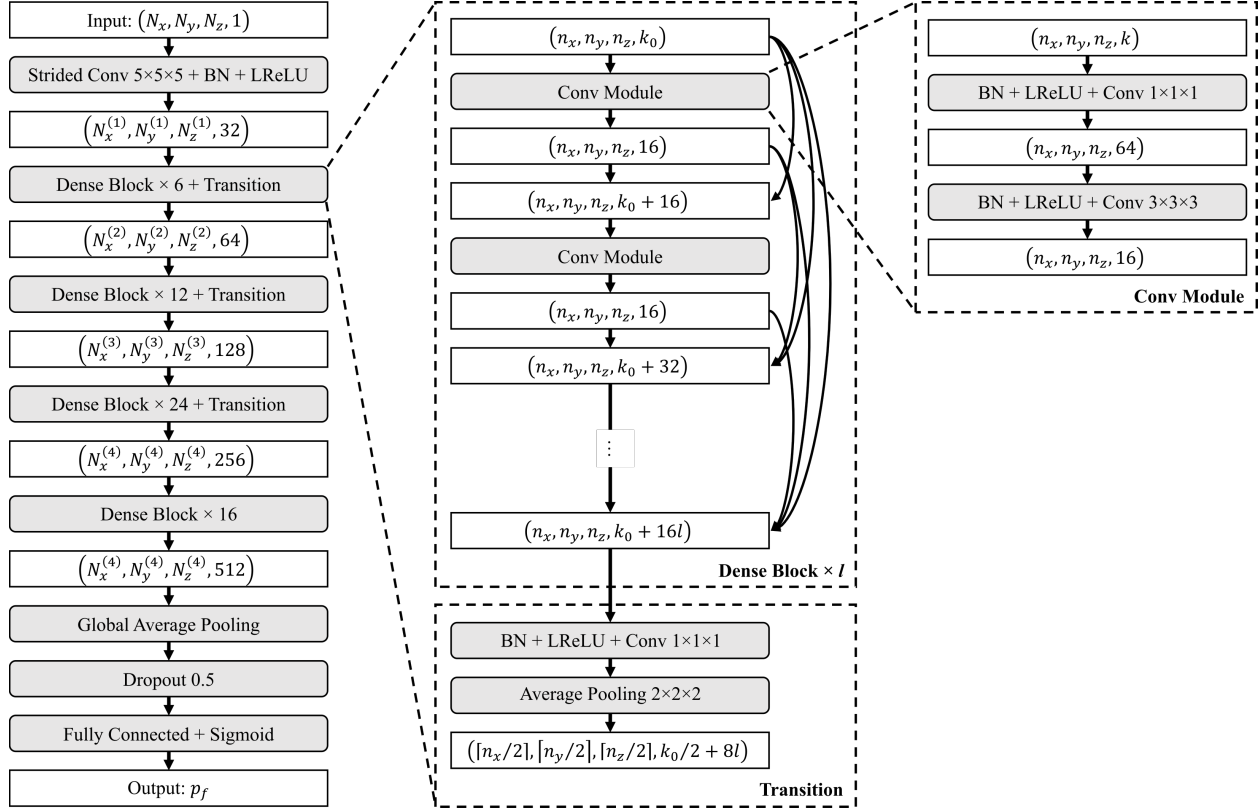 Input: (N_x, N_y, N_z, 1)
Strided Conv 5×5×5 + BN + LReLU
(N_x^(1), N_y^(1), N_z^(1), 32)
Dense Block × 6 + Transition
(N_x^(2), N_y^(2), N_z^(2), 64)
Dense Block × 12 + Transition
(N_x^(3), N_y^(3), N_z^(3), 128)
Dense Block × 24 + Transition
(N_x^(4), N_y^(4), N_z^(4), 256)
Dense Block × 16
(N_x^(4), N_y^(4), N_z^(4), 512)
Global Average Pooling
Dropout 0.5
Fully Connected + Sigmoid
Output: p_f
(n_x, n_y, n_z, k_0)
Conv Module
(n_x, n_y, n_z, 16)
(n_x, n_y, n_z, k_0 + 16)
Conv Module
(n_x, n_y, n_z, 16)
(n_x, n_y, n_z, k_0 + 32)
⋮
(n_x, n_y, n_z, k_0 + 16l)
Dense Block × l
BN + LReLU + Conv 1×1×1
Average Pooling 2×2×2
(⌈n_x/2⌉, ⌈n_y/2⌉, ⌈n_z/2⌉, k_0/2 + 8l)
Transition
(n_x, n_y, n_z, k)
BN + LReLU + Conv 1×1×1
(n_x, n_y, n_z, 64)
BN + LReLU + Conv 3×3×3
(n_x, n_y, n_z, 16)
Conv Module